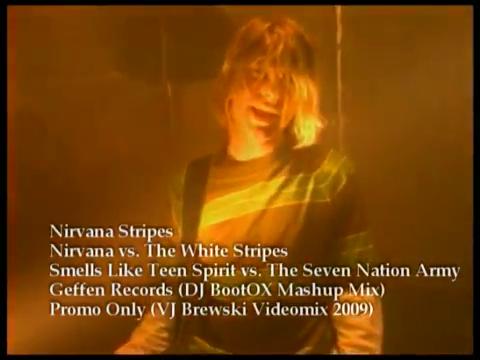 Nirvana Stripes
Nirvana vs. The White Stripes
Smells Like Teen Spirit vs. The Seven Nation Army
Geffen Records (DJ BootOX Mashup Mix)
Promo Only (VJ Brewski Videomix 2009)